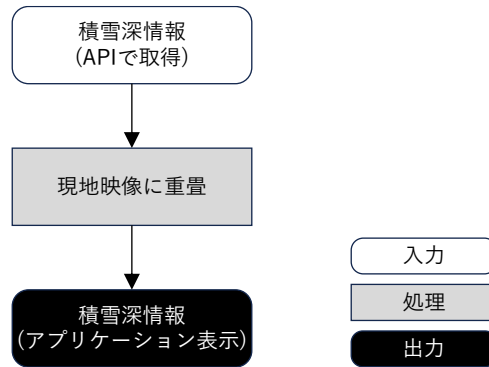 積雪深情報
(APIで取得)
現地映像に重畳
積雪深情報
(アプリケーション表示)
入力
処理
出力